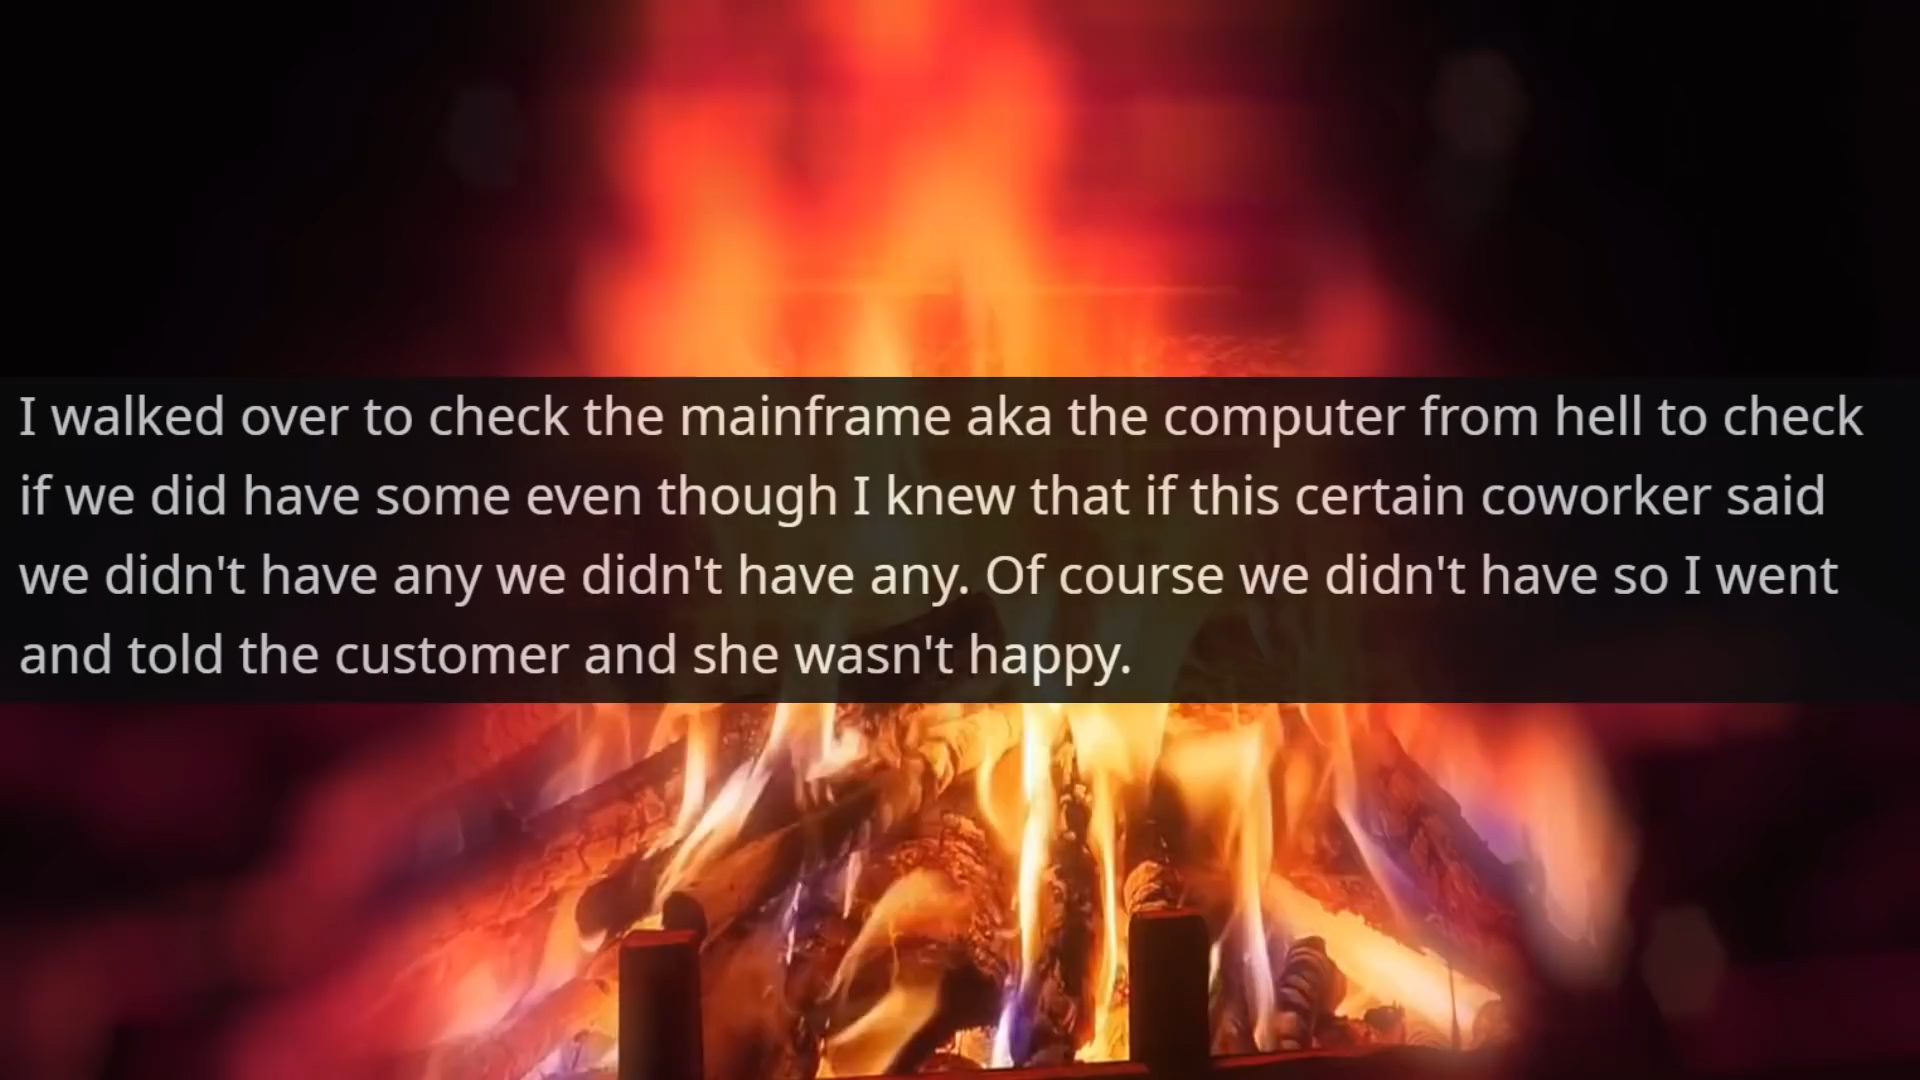 I walked over to check the mainframe aka the computer from hell to check
if we did have some even though I knew that if this certain coworker said
we didn't have any we didn't have any. Of course we didn't have so I went
and told the customer and she wasn't happy.